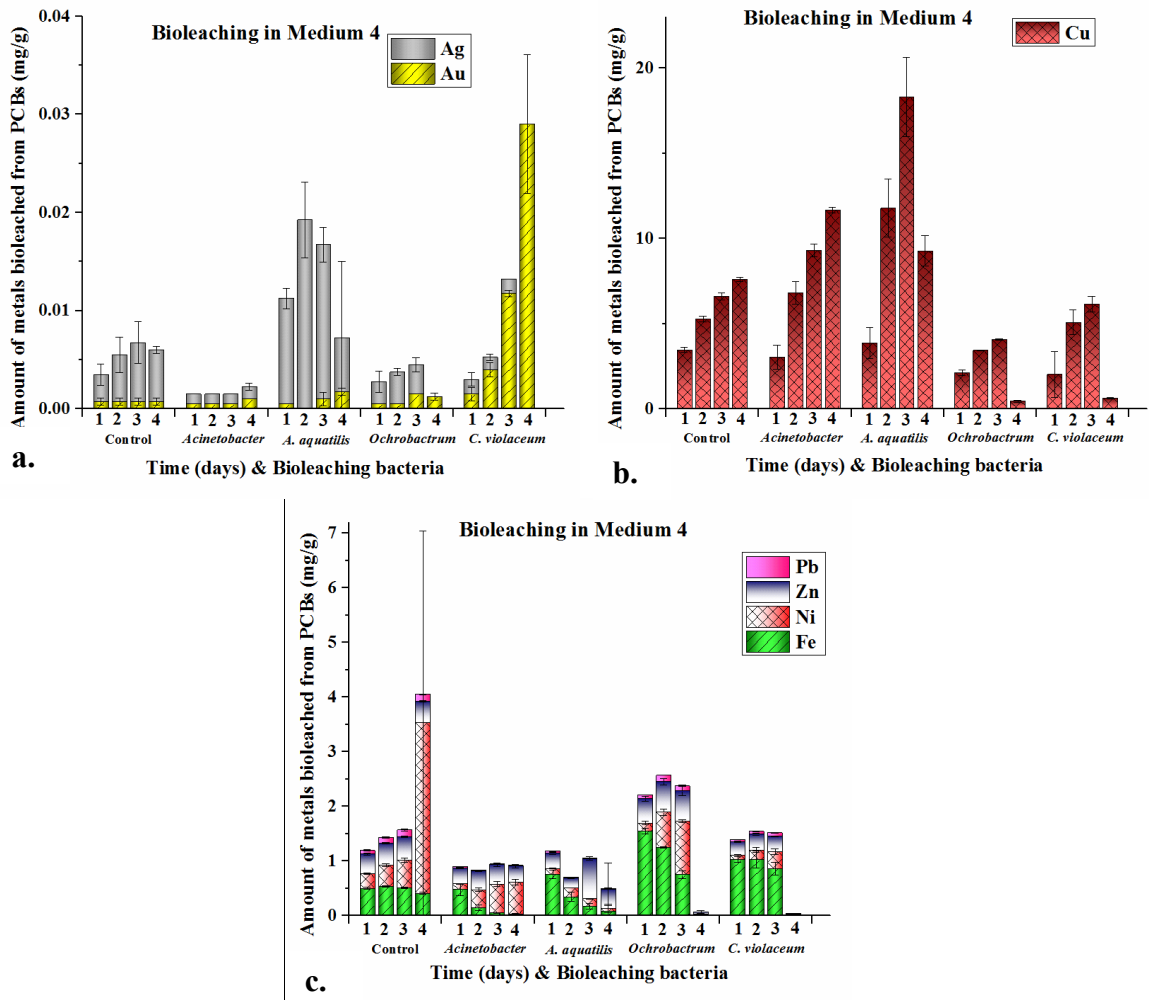 Bioleaching in Medium 4
Ag
Au
Amount of metals bioleached from PCBs (mg/g)
0.04
0.03
0.02
0.01
0.00
1 2 3 4 1 2 3 4 1 2 3 4 1 2 3 4 1 2 3 4
Control Acinetobacter A. aquatilis Ochrobactrum C. violaceum
Time (days) & Bioleaching bacteria
a.
Bioleaching in Medium 4
Cu
Amount of metals bioleached from PCBs (mg/g)
20
10
0
1 2 3 4 1 2 3 4 1 2 3 4 1 2 3 4 1 2 3 4
Control Acinetobacter A. aquatilis Ochrobactrum C. violaceum
Time (days) & Bioleaching bacteria
b.
Bioleaching in Medium 4
Pb
Zn
Ni
Fe
Amount of metals bioleached from PCBs (mg/g)
7
6
5
4
3
2
1
0
1 2 3 4 1 2 3 4 1 2 3 4 1 2 3 4 1 2 3 4
Control Acinetobacter A. aquatilis Ochrobactrum C. violaceum
Time (days) & Bioleaching bacteria
c.